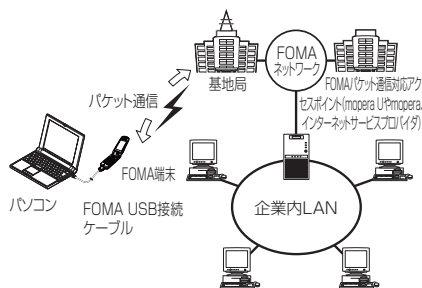 FOMA
ネットワーク
基地局
FOMAパケット通信対応アク
セスポイント(mopera Uやmopera、
インターネットサービスプロバイダ)
パケット通信
FOMA端末
パソコン
FOMA USB接続
ケーブル
企業内LAN